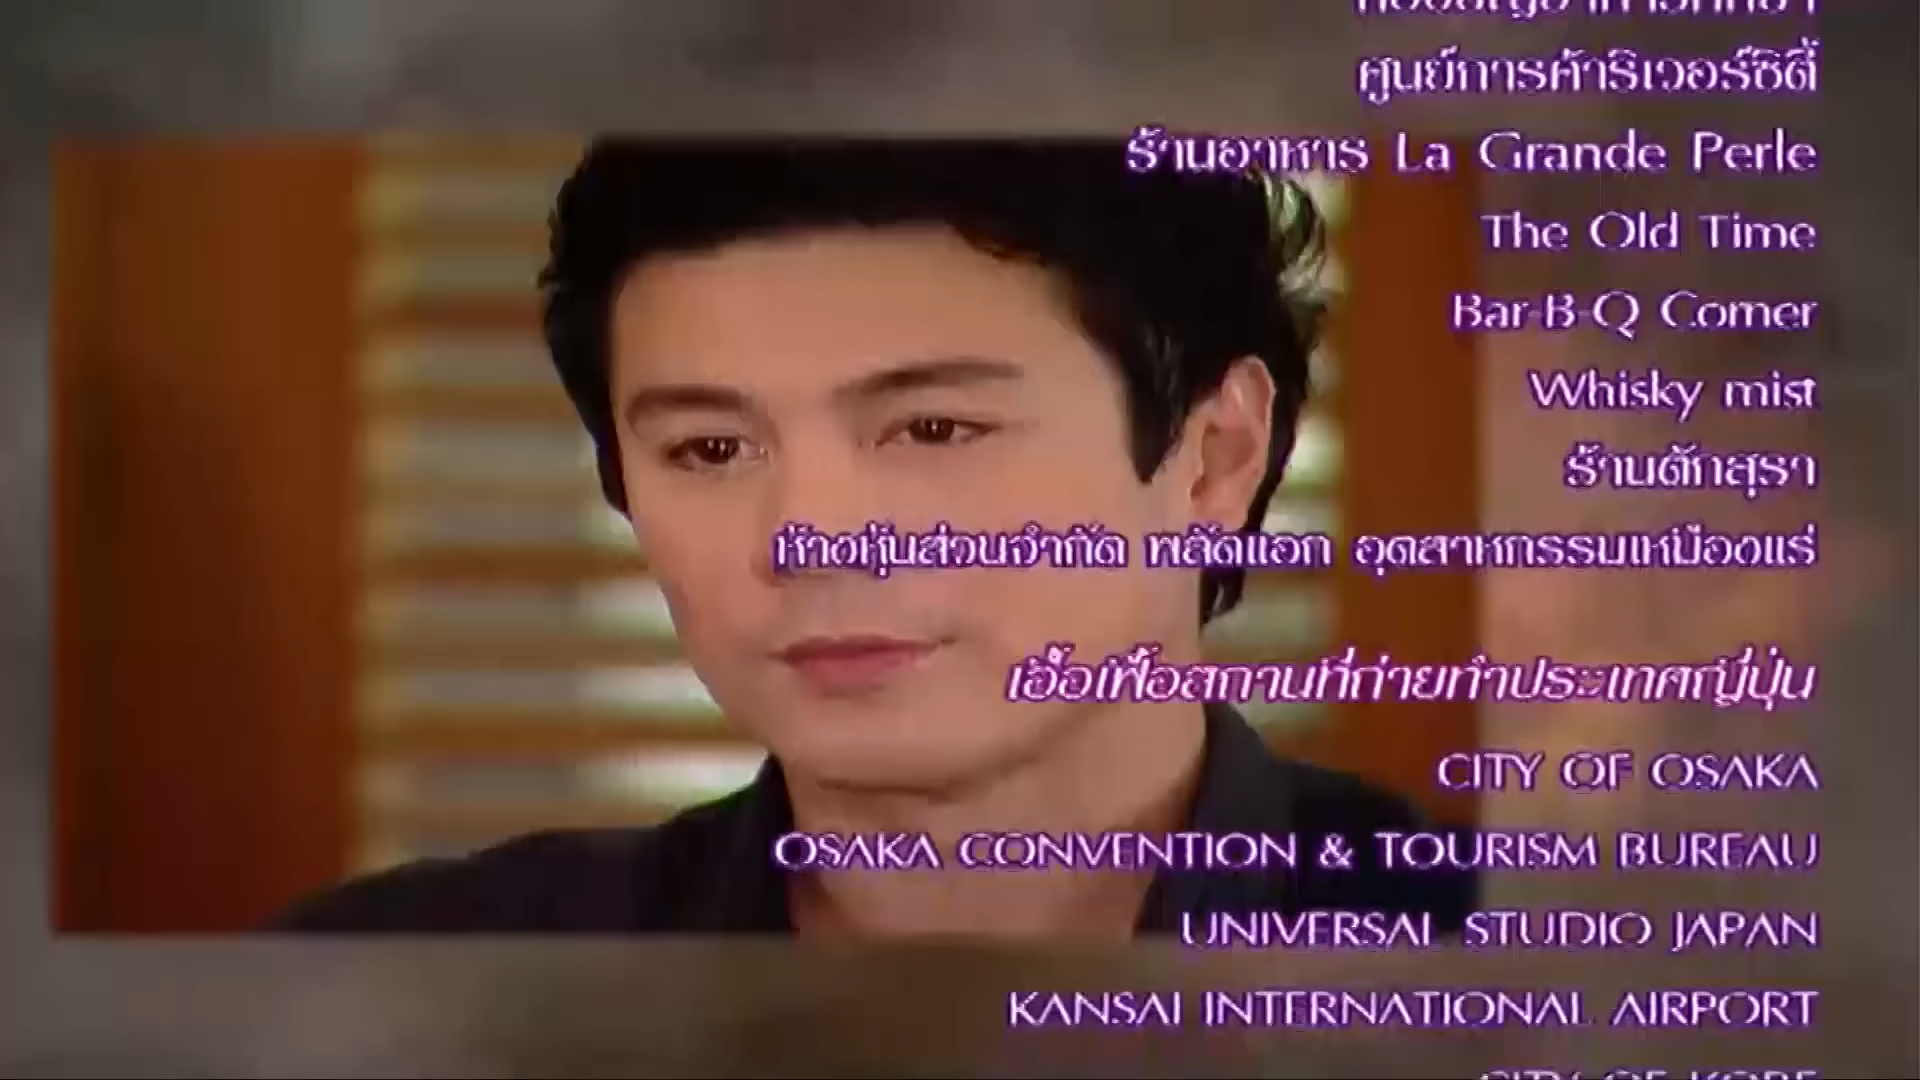 ศูนย์การค้าริเวอร์ซิตี้
ร้านอาหาร La Grande Perle
The Old Time
Bar-B-Q Corner
Whisky mist
ร้านดักสุรา
ห้างหุ้นส่วนจำกัด พลัดแอก อุตสาหกรรมเหมืองแร่
เอื้อเฟื้อสถานที่ถ่ายทำประเทศญี่ปุ่น
CITY OF OSAKA
OSAKA CONVENTION & TOURISM BUREAU
UNIVERSAL STUDIO JAPAN
KANSAI INTERNATIONAL AIRPORT
CITY OF KOBE